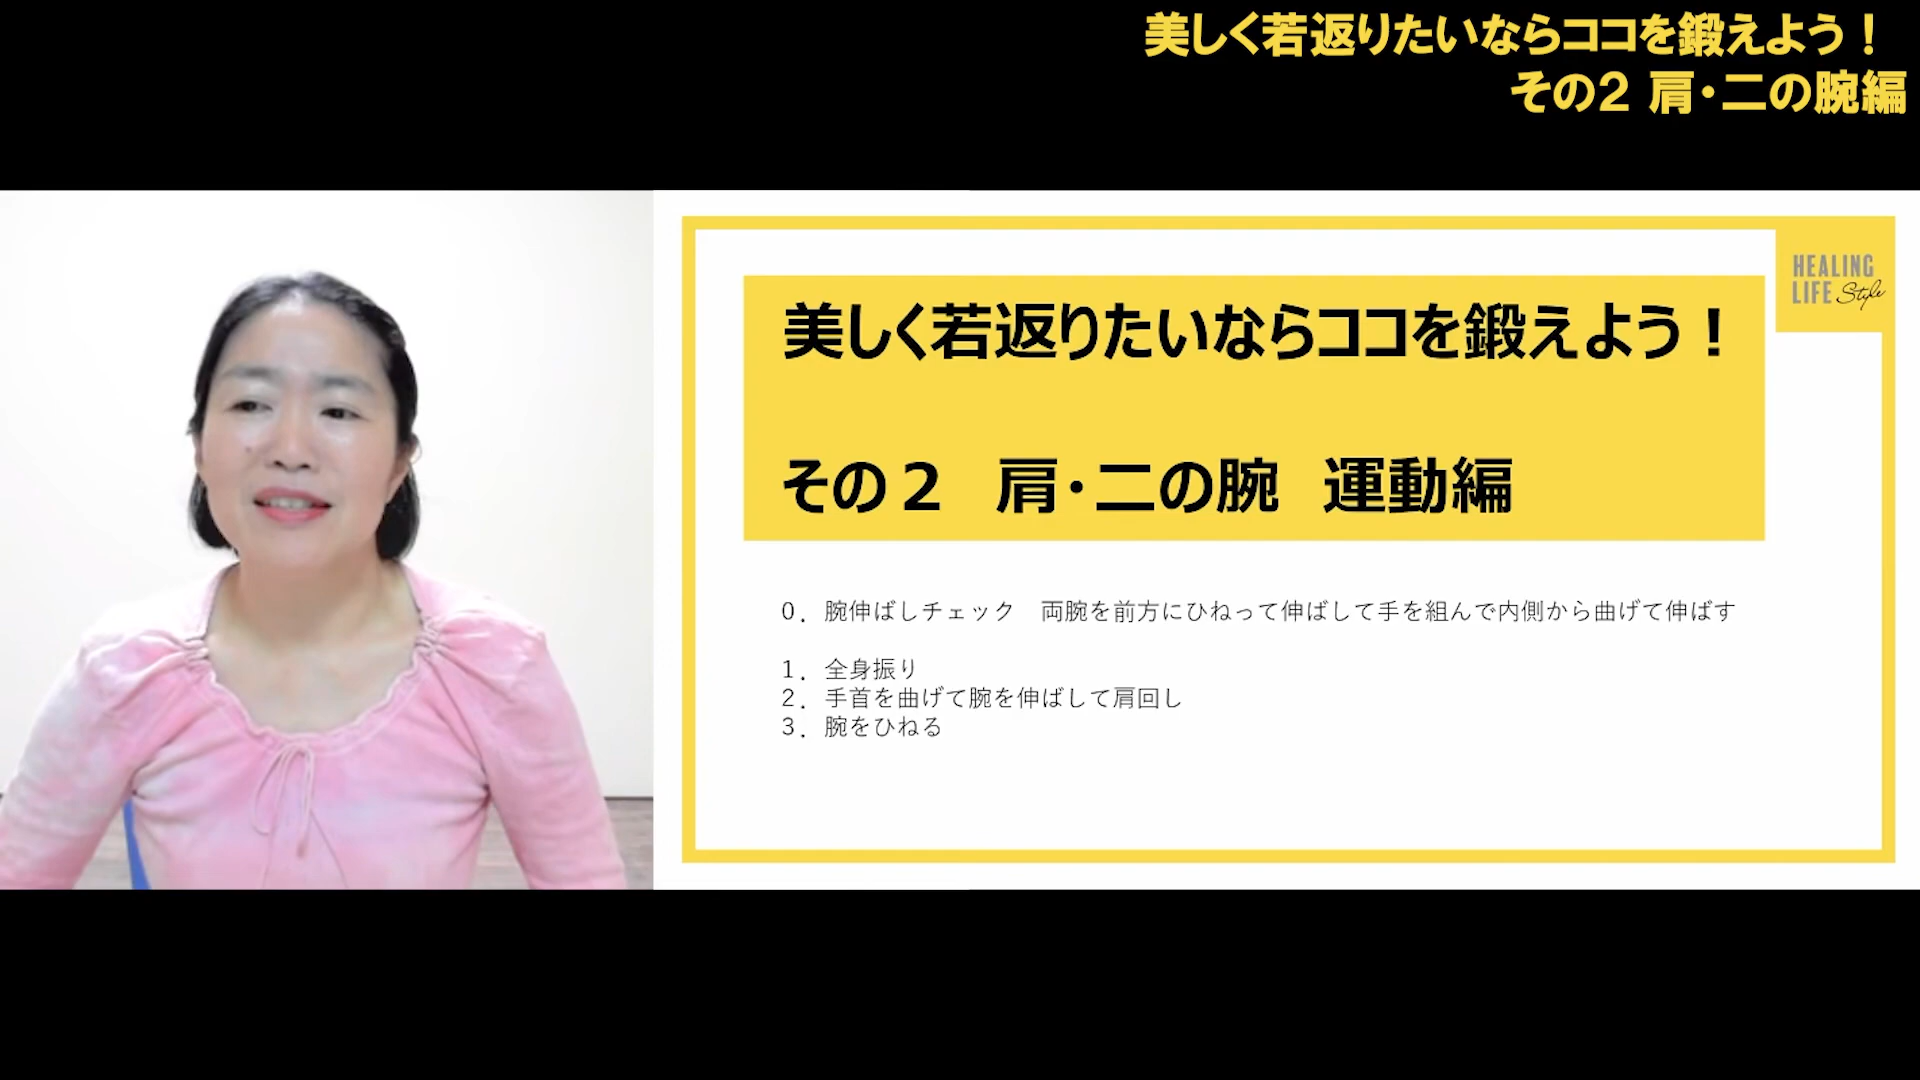 美しく若返りたいならココを鍛えよう！
その２ 肩・二の腕編
HEALING
LIFE Style
美しく若返りたいならココを鍛えよう！
その２　肩・二の腕　運動編
０．腕伸ばしチェック　両腕を前方にひねって伸ばして手を組んで内側から曲げて伸ばす
１．全身振り
２．手首を曲げて腕を伸ばして肩回し
３．腕をひねる